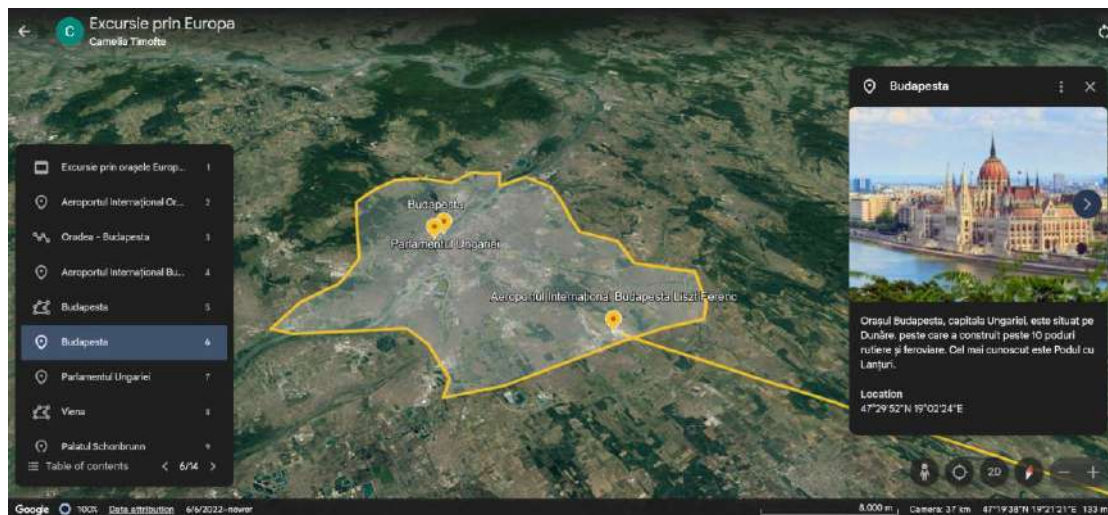 Excursie prin Europa
C
Camelia Timofte
Excursie prin orașele Europ... 1
Aeroportul Internațional Or... 2
Oradea - Budapesta 3
Aeroportul Internațional Bu... 4
Budapesta 5
Budapesta 6
Parlamentul Ungariei 7
Viena 8
Palatul Schonbrunn 9
Table of contents < 6/14 >
Budapesta
Parlamentul Ungariei
Aeroportul Internațional Budapesta Liszt Ferenc
Budapesta
Orașul Budapesta, capitala Ungariei, este situat pe
Dunăre, peste care a construit peste 10 poduri
rutiere și feroviare. Cel mai cunoscut este Podul cu
Lanțuri.
Location
47°29'52"N 19°02'24"E
2D
Google 100% Data attribution 6/6/2022-newer
8,000 m Camera: 37 km 47°19'38"N 19°21'21"E 133 m